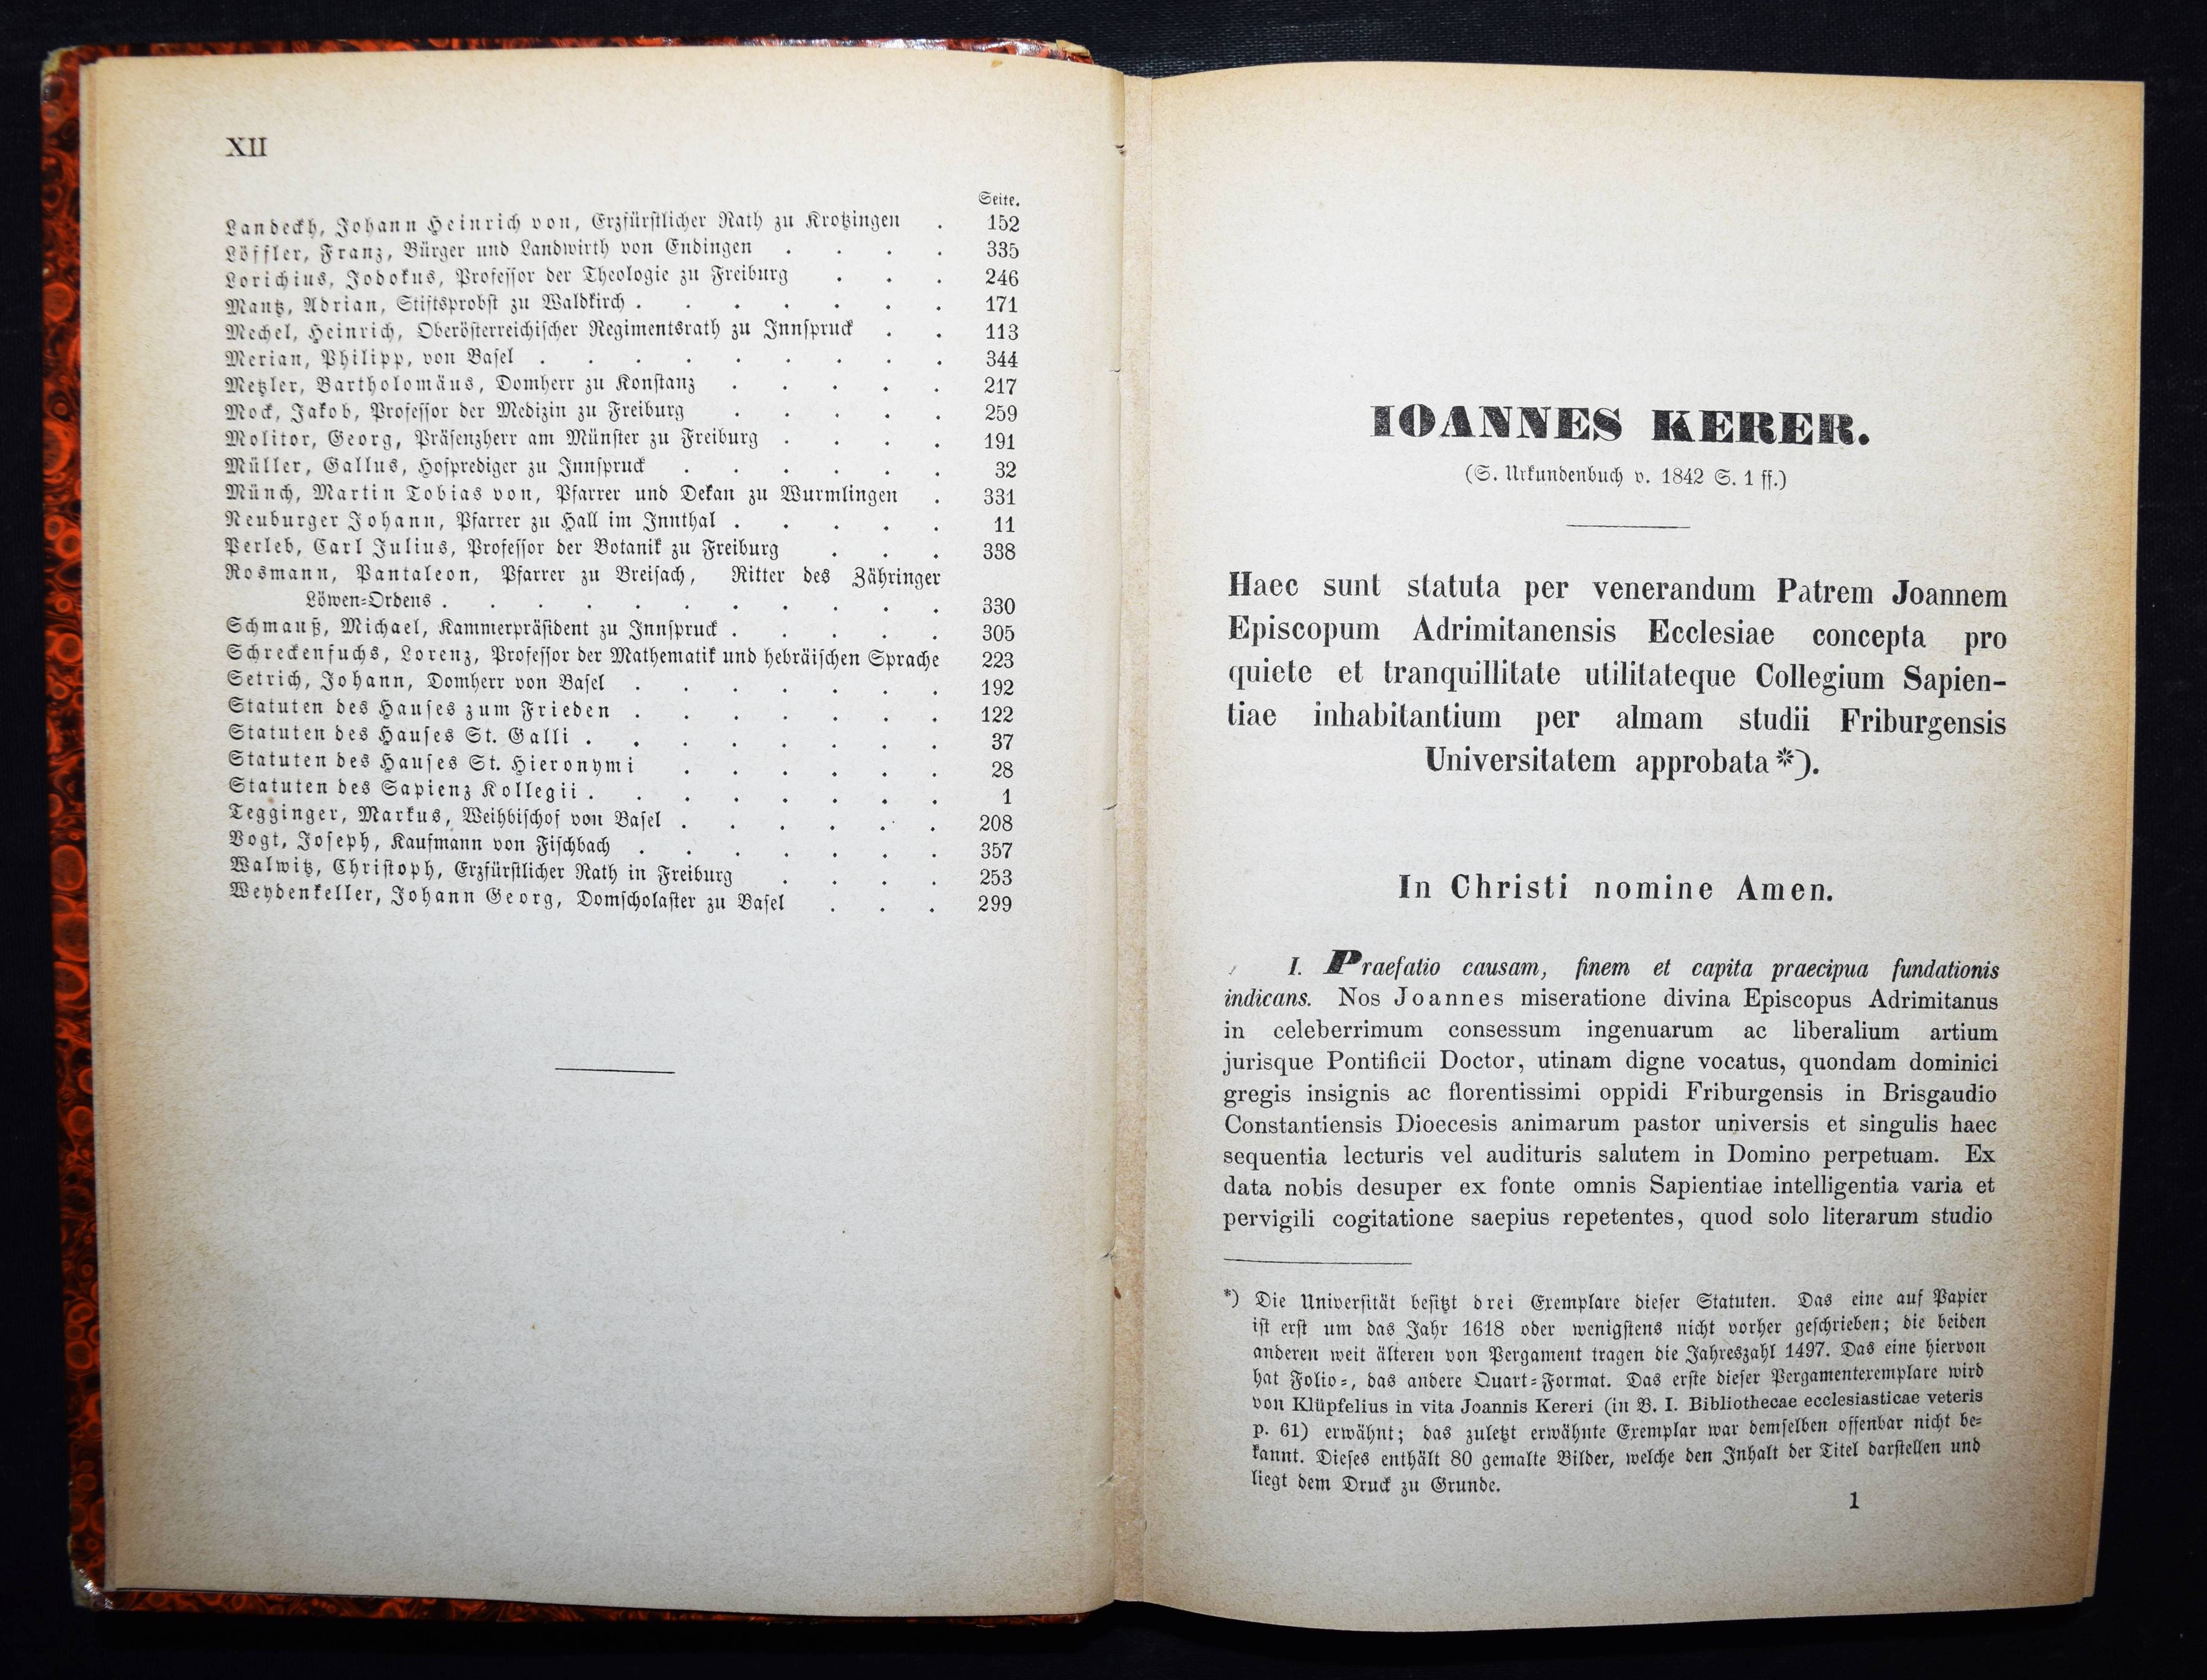 XII
Seite.
Landeckh, Johann Heinrich von, Erzfürstlicher Rath zu Krotzingen . 152
Löffler, Franz, Bürger und Landwirth von Endingen . . . . 335
Lorichius, Jodokus, Professor der Theologie zu Freiburg . . . 246
Mantz, Adrian, Stiftsprobst zu Waldkirch . . . . . . . 171
Mechel, Heinrich, Oberösterreichischer Regimentsrath zu Innspruck . . 113
Merian, Philipp, von Basel . . . . . . . . . 344
Metzler, Bartholomäus, Domherr zu Konstanz . . . . . 217
Mock, Jakob, Professor der Medizin zu Freiburg . . . . . 259
Molitor, Georg, Präsenzherr am Münster zu Freiburg . . . . 191
Müller, Gallus, Hofprediger zu Innspruck . . . . . . 32
Münch, Martin Tobias von, Pfarrer und Dekan zu Wurmlingen . 331
Neuburger Johann, Pfarrer zu Hall im Innthal . . . . . 11
Perleb, Carl Julius, Professor der Botanik zu Freiburg . . . 338
Rosmann, Pantaleon, Pfarrer zu Breisach, Ritter des Zähringer
Löwen-Ordens . . . . . . . . . . . 330
Schmauß, Michael, Kammerpräsident zu Innspruck . . . . . 305
Schreckenfuchs, Lorenz, Professor der Mathematik und hebräischen Sprache 223
Setrich, Johann, Domherr von Basel . . . . . . . 192
Statuten des Hauses zum Frieden . . . . . . . 122
Statuten des Hauses St. Galli . . . . . . . . 37
Statuten des Hauses St. Hieronymi . . . . . . 28
Statuten des Sapienz Kollegii . . . . . . . . 1
Tegginger, Markus, Weihbischof von Basel . . . . . . 208
Vogt, Joseph, Kaufmann von Fischbach . . . . . . . 357
Walwitz, Christoph, Erzfürstlicher Rath in Freiburg . . . . 253
Weydenkeller, Johann Georg, Domscholaster zu Basel . . . 299
IOANNES KERER.
(S. Urkundenbuch v. 1842 S. 1 ff.)
Haec sunt statuta per venerandum Patrem Joannem
Episcopum Adrimitanensis Ecclesiae concepta pro
quiete et tranquillitate utilitateque Collegium Sapien-
tiae inhabitantium per almam studii Friburgensis
Universitatem approbata *).
In Christi nomine Amen.
I. Praefatio causam, finem et capita praecipua fundationis
indicans. Nos Joannes miseratione divina Episcopus Adrimitanus
in celeberrimum consessum ingenuarum ac liberalium artium
jurisque Pontificii Doctor, utinam digne vocatus, quondam dominici
gregis insignis ac florentissimi oppidi Friburgensis in Brisgaudio
Constantiensis Dioecesis animarum pastor universis et singulis haec
sequentia lecturis vel audituris salutem in Domino perpetuam. Ex
data nobis desuper ex fonte omnis Sapientiae intelligentia varia et
pervigili cogitatione saepius repetentes, quod solo literarum studio
*) Die Universität besitzt drei Exemplare dieser Statuten. Das eine auf Papier
ist erst um das Jahr 1618 oder wenigstens nicht vorher geschrieben; die beiden
anderen weit älteren von Pergament tragen die Jahreszahl 1497. Das eine hiervon
hat Folio-, das andere Quart-Format. Das erste dieser Pergamentexemplare wird
von Klüpfelius in vita Joannis Kereri (in B. I. Bibliothecae ecclesiasticae veteris
p. 61) erwähnt; das zuletzt erwähnte Exemplar war demselben offenbar nicht be-
kannt. Dieses enthält 80 gemalte Bilder, welche den Inhalt der Titel darstellen und
liegt dem Druck zu Grunde.
1